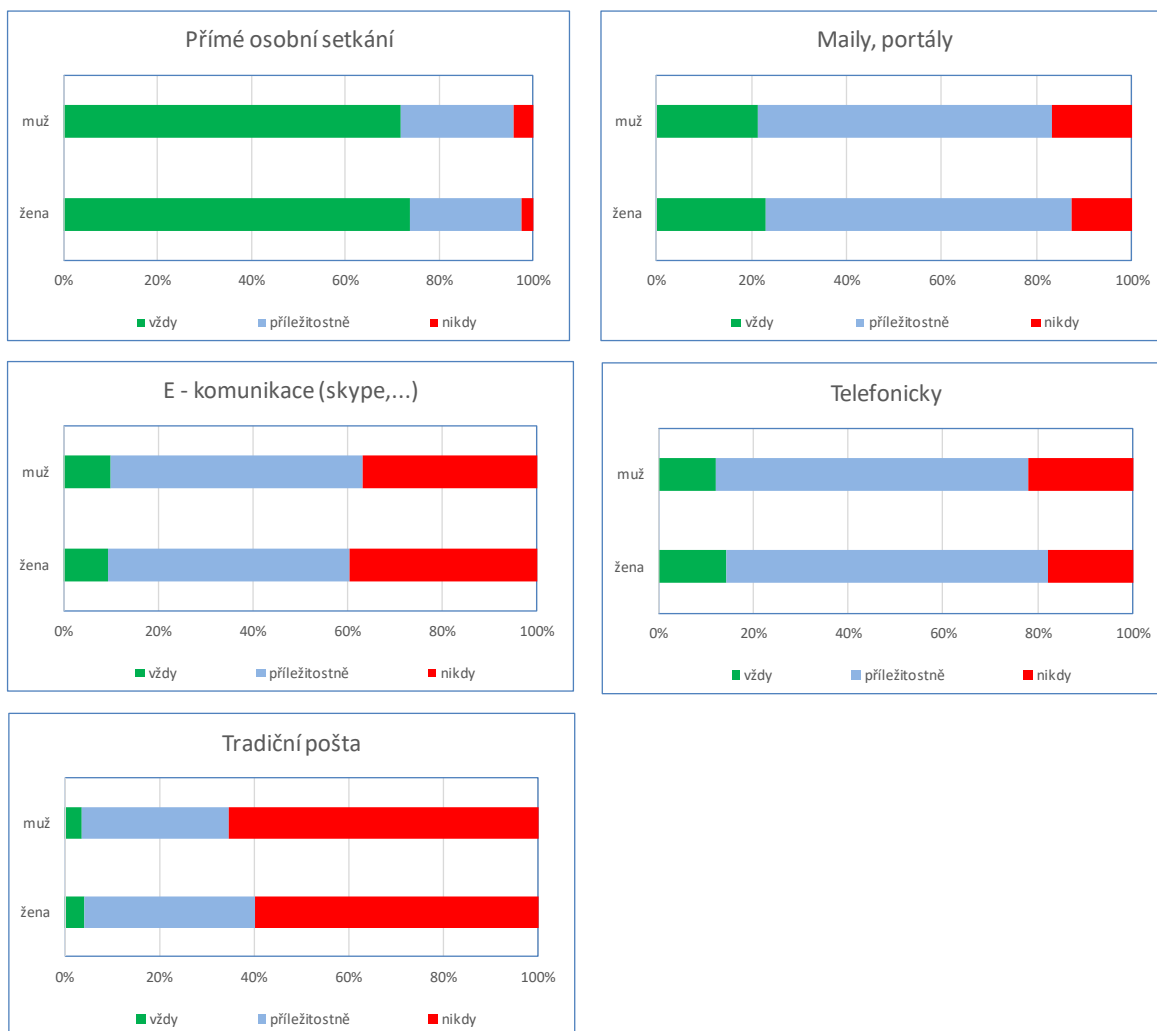 Přímé osobní setkání
muž
žena
0% 20% 40% 60% 80% 100%
vždy příležitostně nikdy
Maily, portály
muž
žena
0% 20% 40% 60% 80% 100%
vždy příležitostně nikdy
E - komunikace (skype,...)
muž
žena
0% 20% 40% 60% 80% 100%
vždy příležitostně nikdy
Telefonicky
muž
žena
0% 20% 40% 60% 80% 100%
vždy příležitostně nikdy
Tradiční pošta
muž
žena
0% 20% 40% 60% 80% 100%
vždy příležitostně nikdy